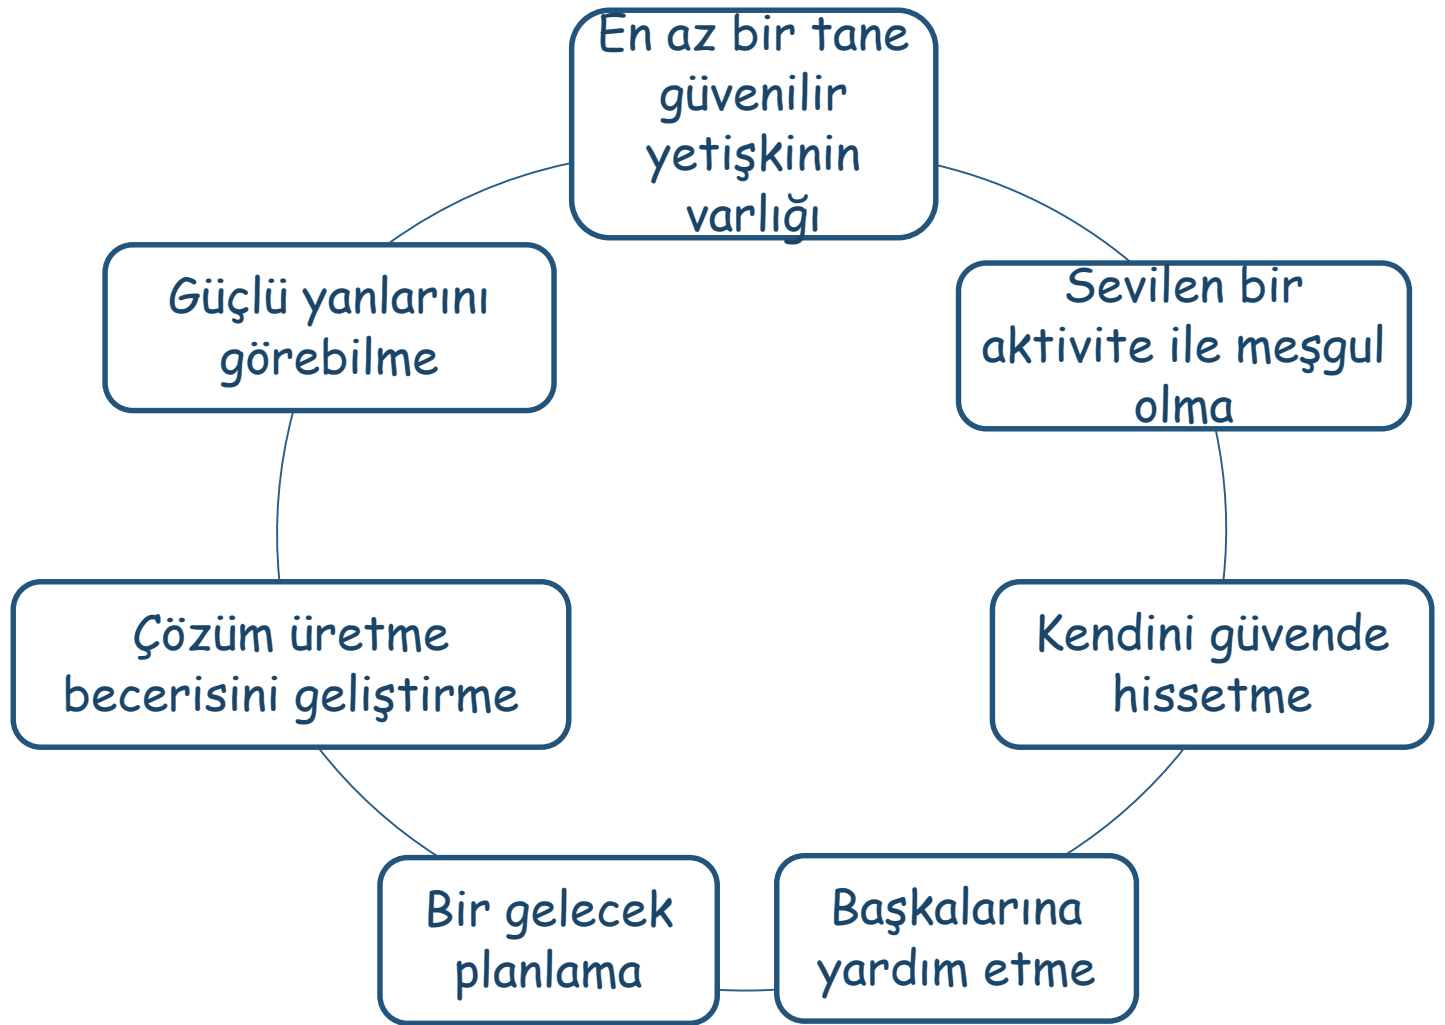 En az bir tane
güvenilir
yetişkinin
varlığı
Sevilen bir
aktivite ile meşgul
olma
Kendini güvende
hissetme
Başkalarına
yardım etme
Bir gelecek
planlama
Çözüm üretme
becerisini geliştirme
Güçlü yanlarını
görebilme